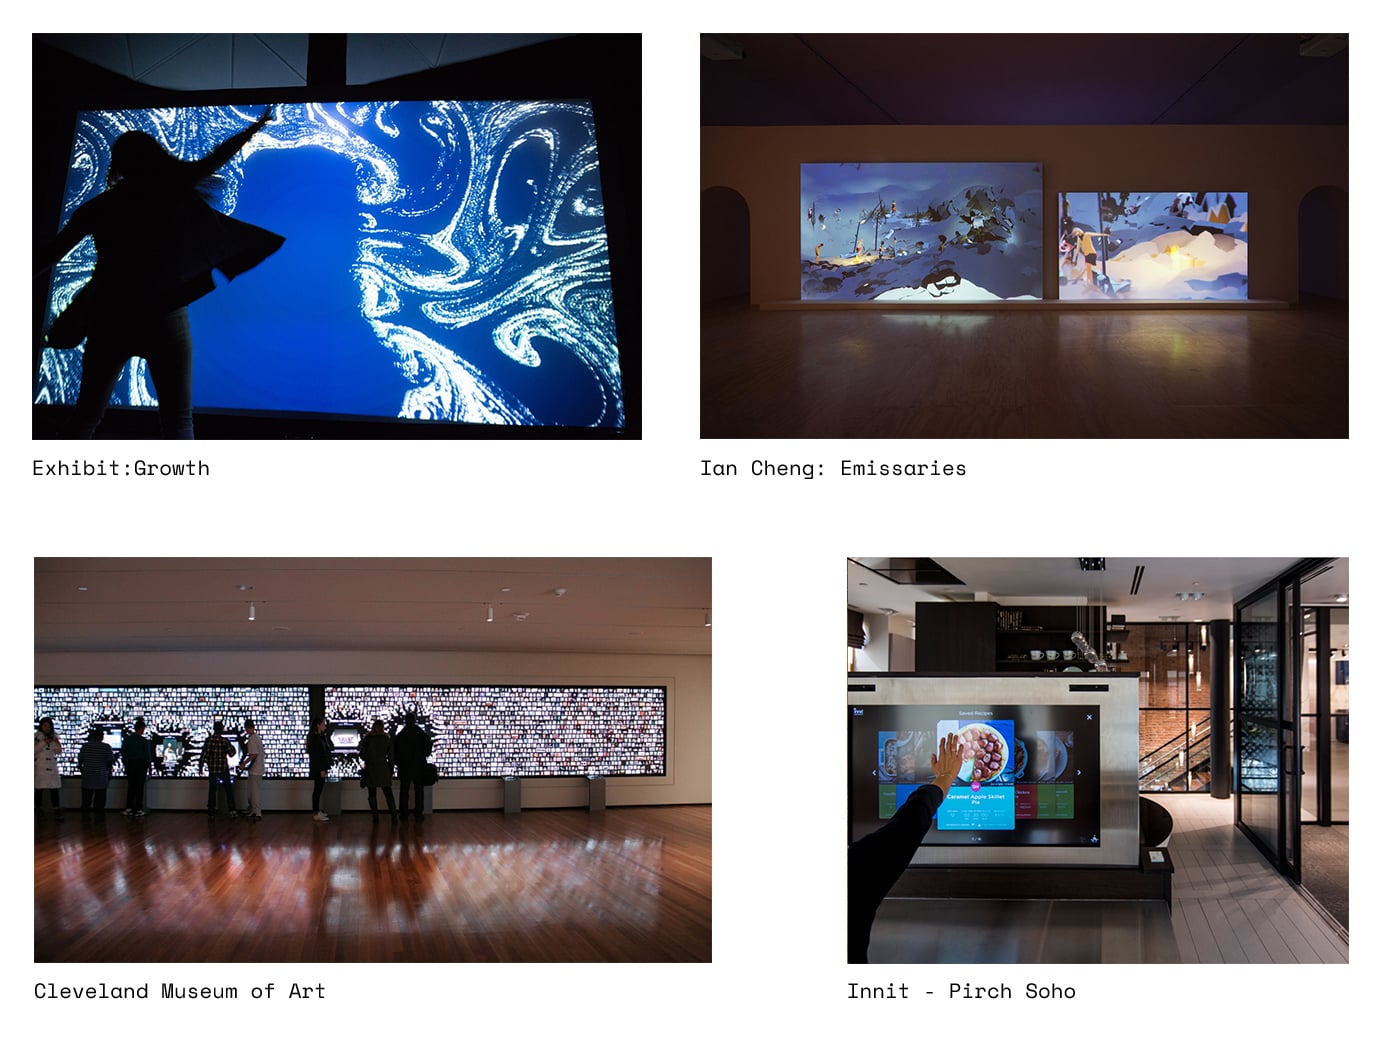 Exhibit:Growth
Ian Cheng: Emissaries
Saved Recipes
Caramel Apple Skillet
Pie
Cleveland Museum of Art
Innit - Pirch Soho